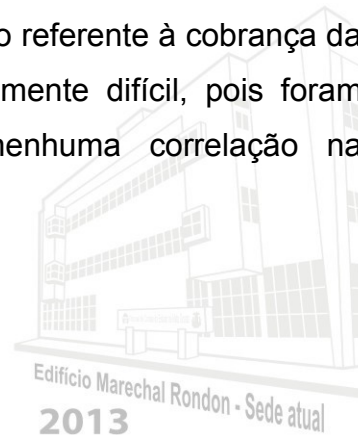 o referente à cobrança da
mente difícil, pois foram
nenhuma correlação na
Edifício Marechal Rondon - Sede atual
2013